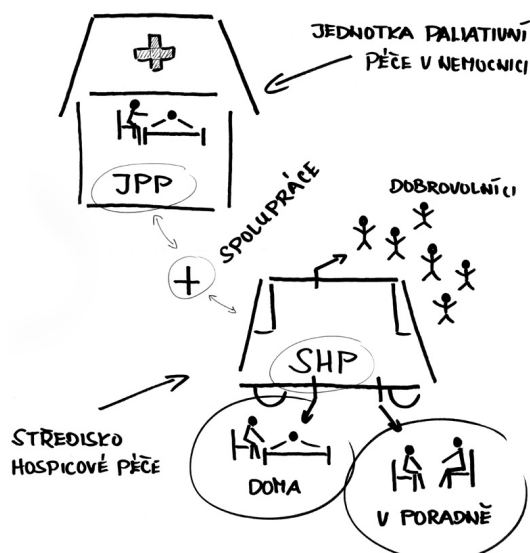 JEDNOTKA PALIATIVNÍ
PÉČE V NEMOCNICI
JPP
SPOLUPRÁCE
+
DOBROVOLNÍCI
SHP
STŘEDISKO
HOSPICOVÉ PÉČE
DOMA
V PORADNĚ